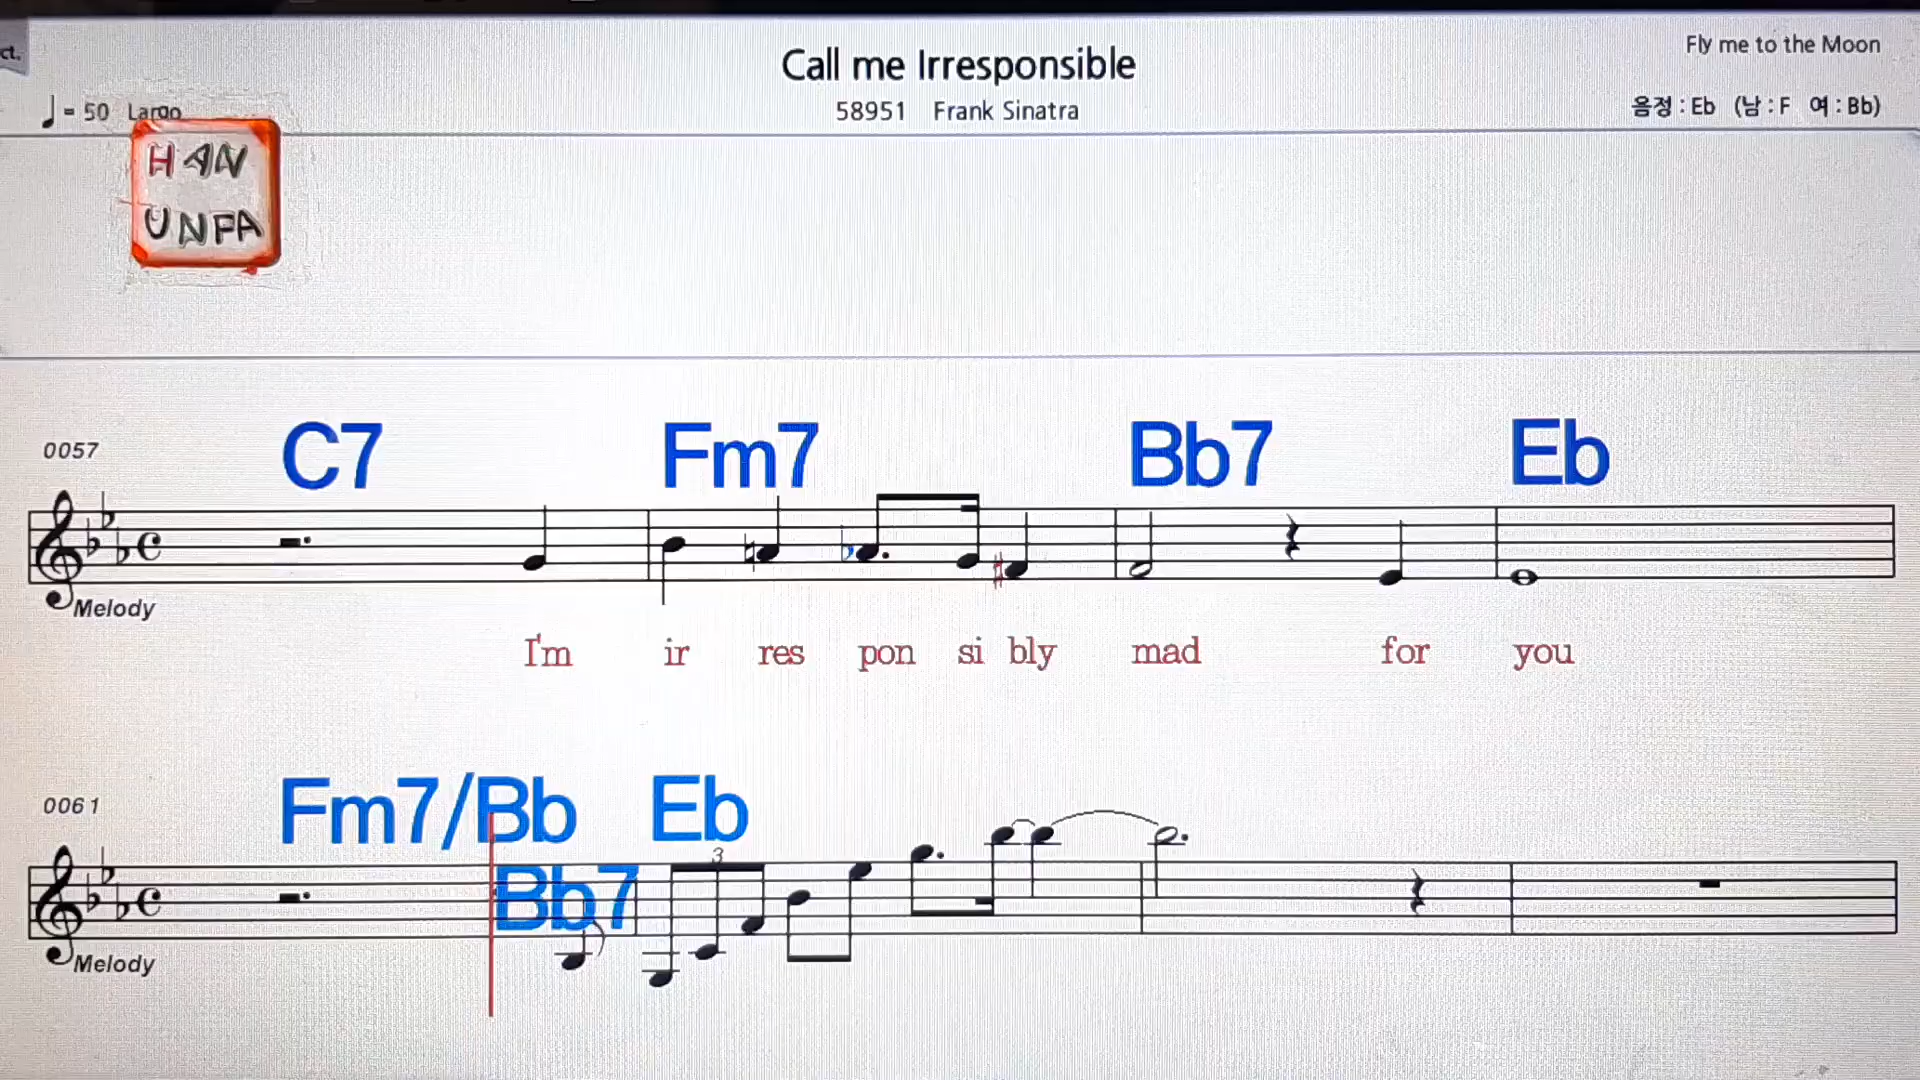 ct.
Call me Irresponsible
Fly me to the Moon
= 50 Largo
58951 Frank Sinatra
음정 : Eb (남 : F 여 : Bb)
HAN
UNFA
0057
C7 Fm7 Bb7 Eb
Melody
I'm ir res pon si bly mad for you
0061
Fm7/Bb Eb
3
Bb7
Melody